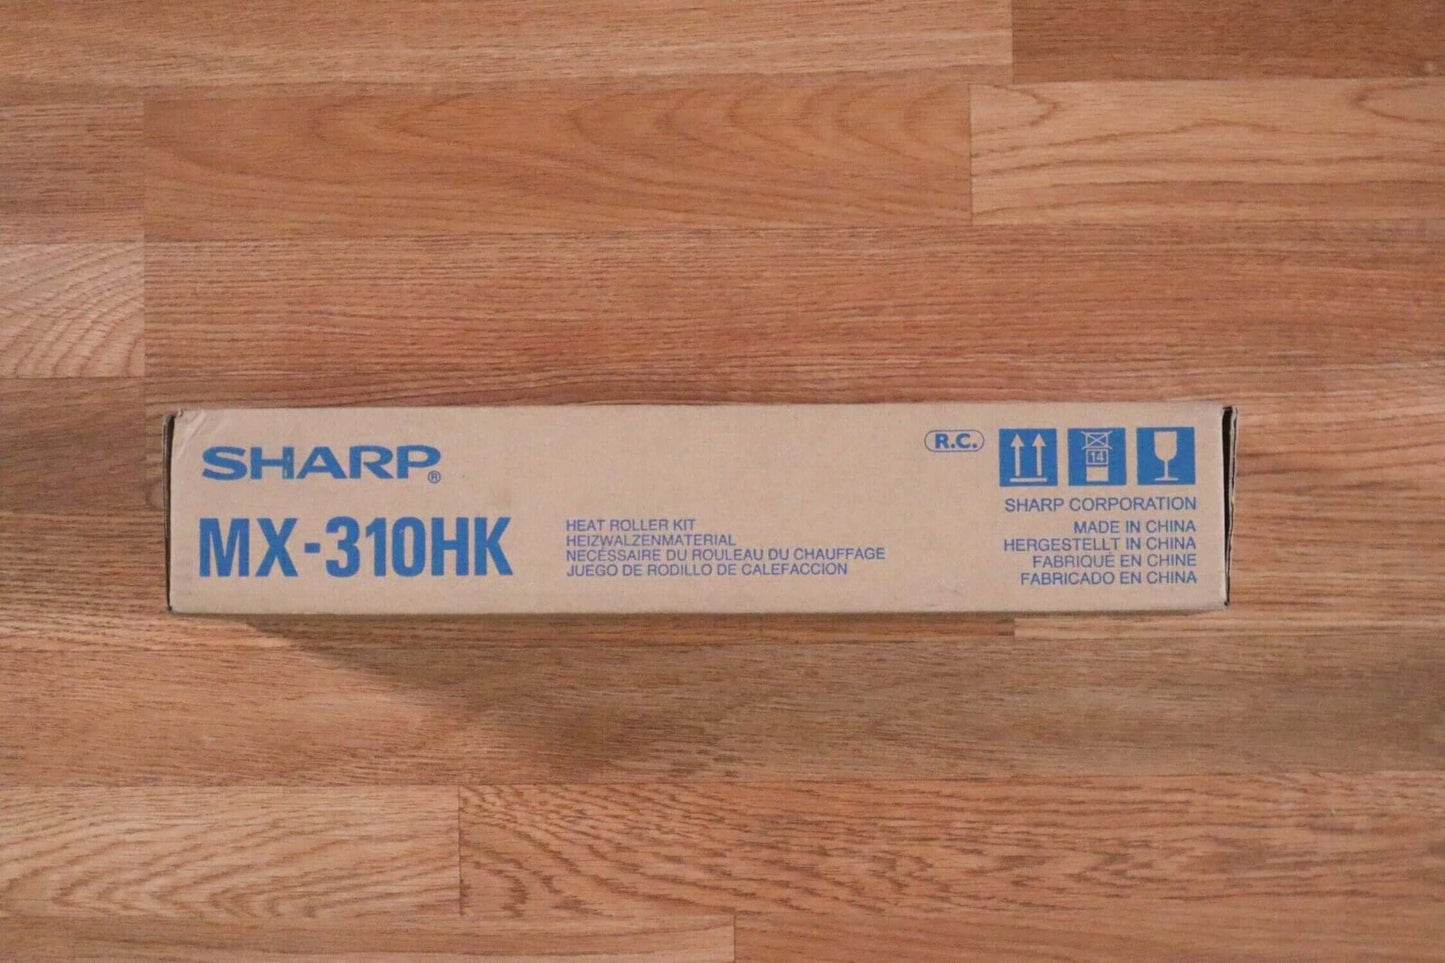 SHARP®
MX-310HK
HEAT ROLLER KIT
HEIZWALZENMATERIAL
NECÉSSAIRE DU ROULEAU DU CHAUFFAGE
JUEGO DE RODILLO DE CALEFACCION
R.C.
14
SHARP CORPORATION
MADE IN CHINA
HERGESTELLT IN CHINA
FABRIQUÉ EN CHINE
FABRICADO EN CHINA